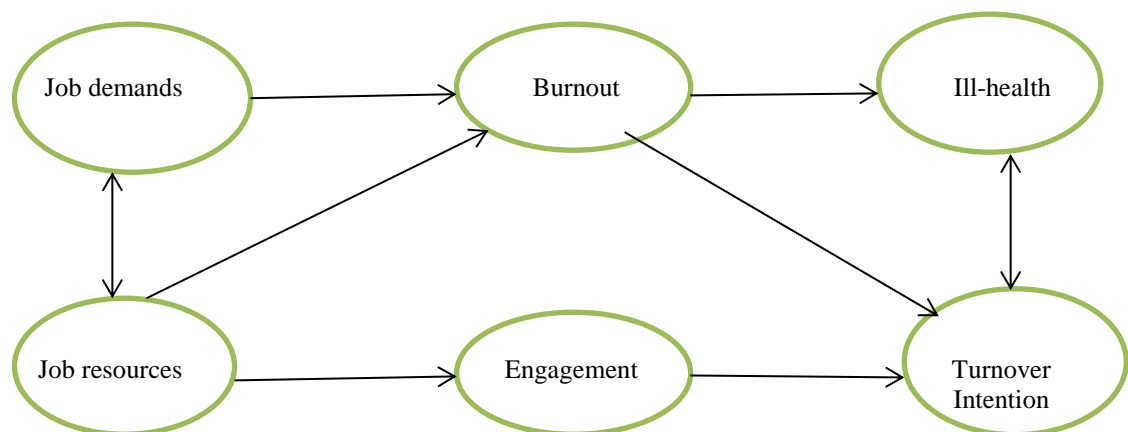 Job demands
Burnout
Ill-health
Job resources
Engagement
Turnover
Intention